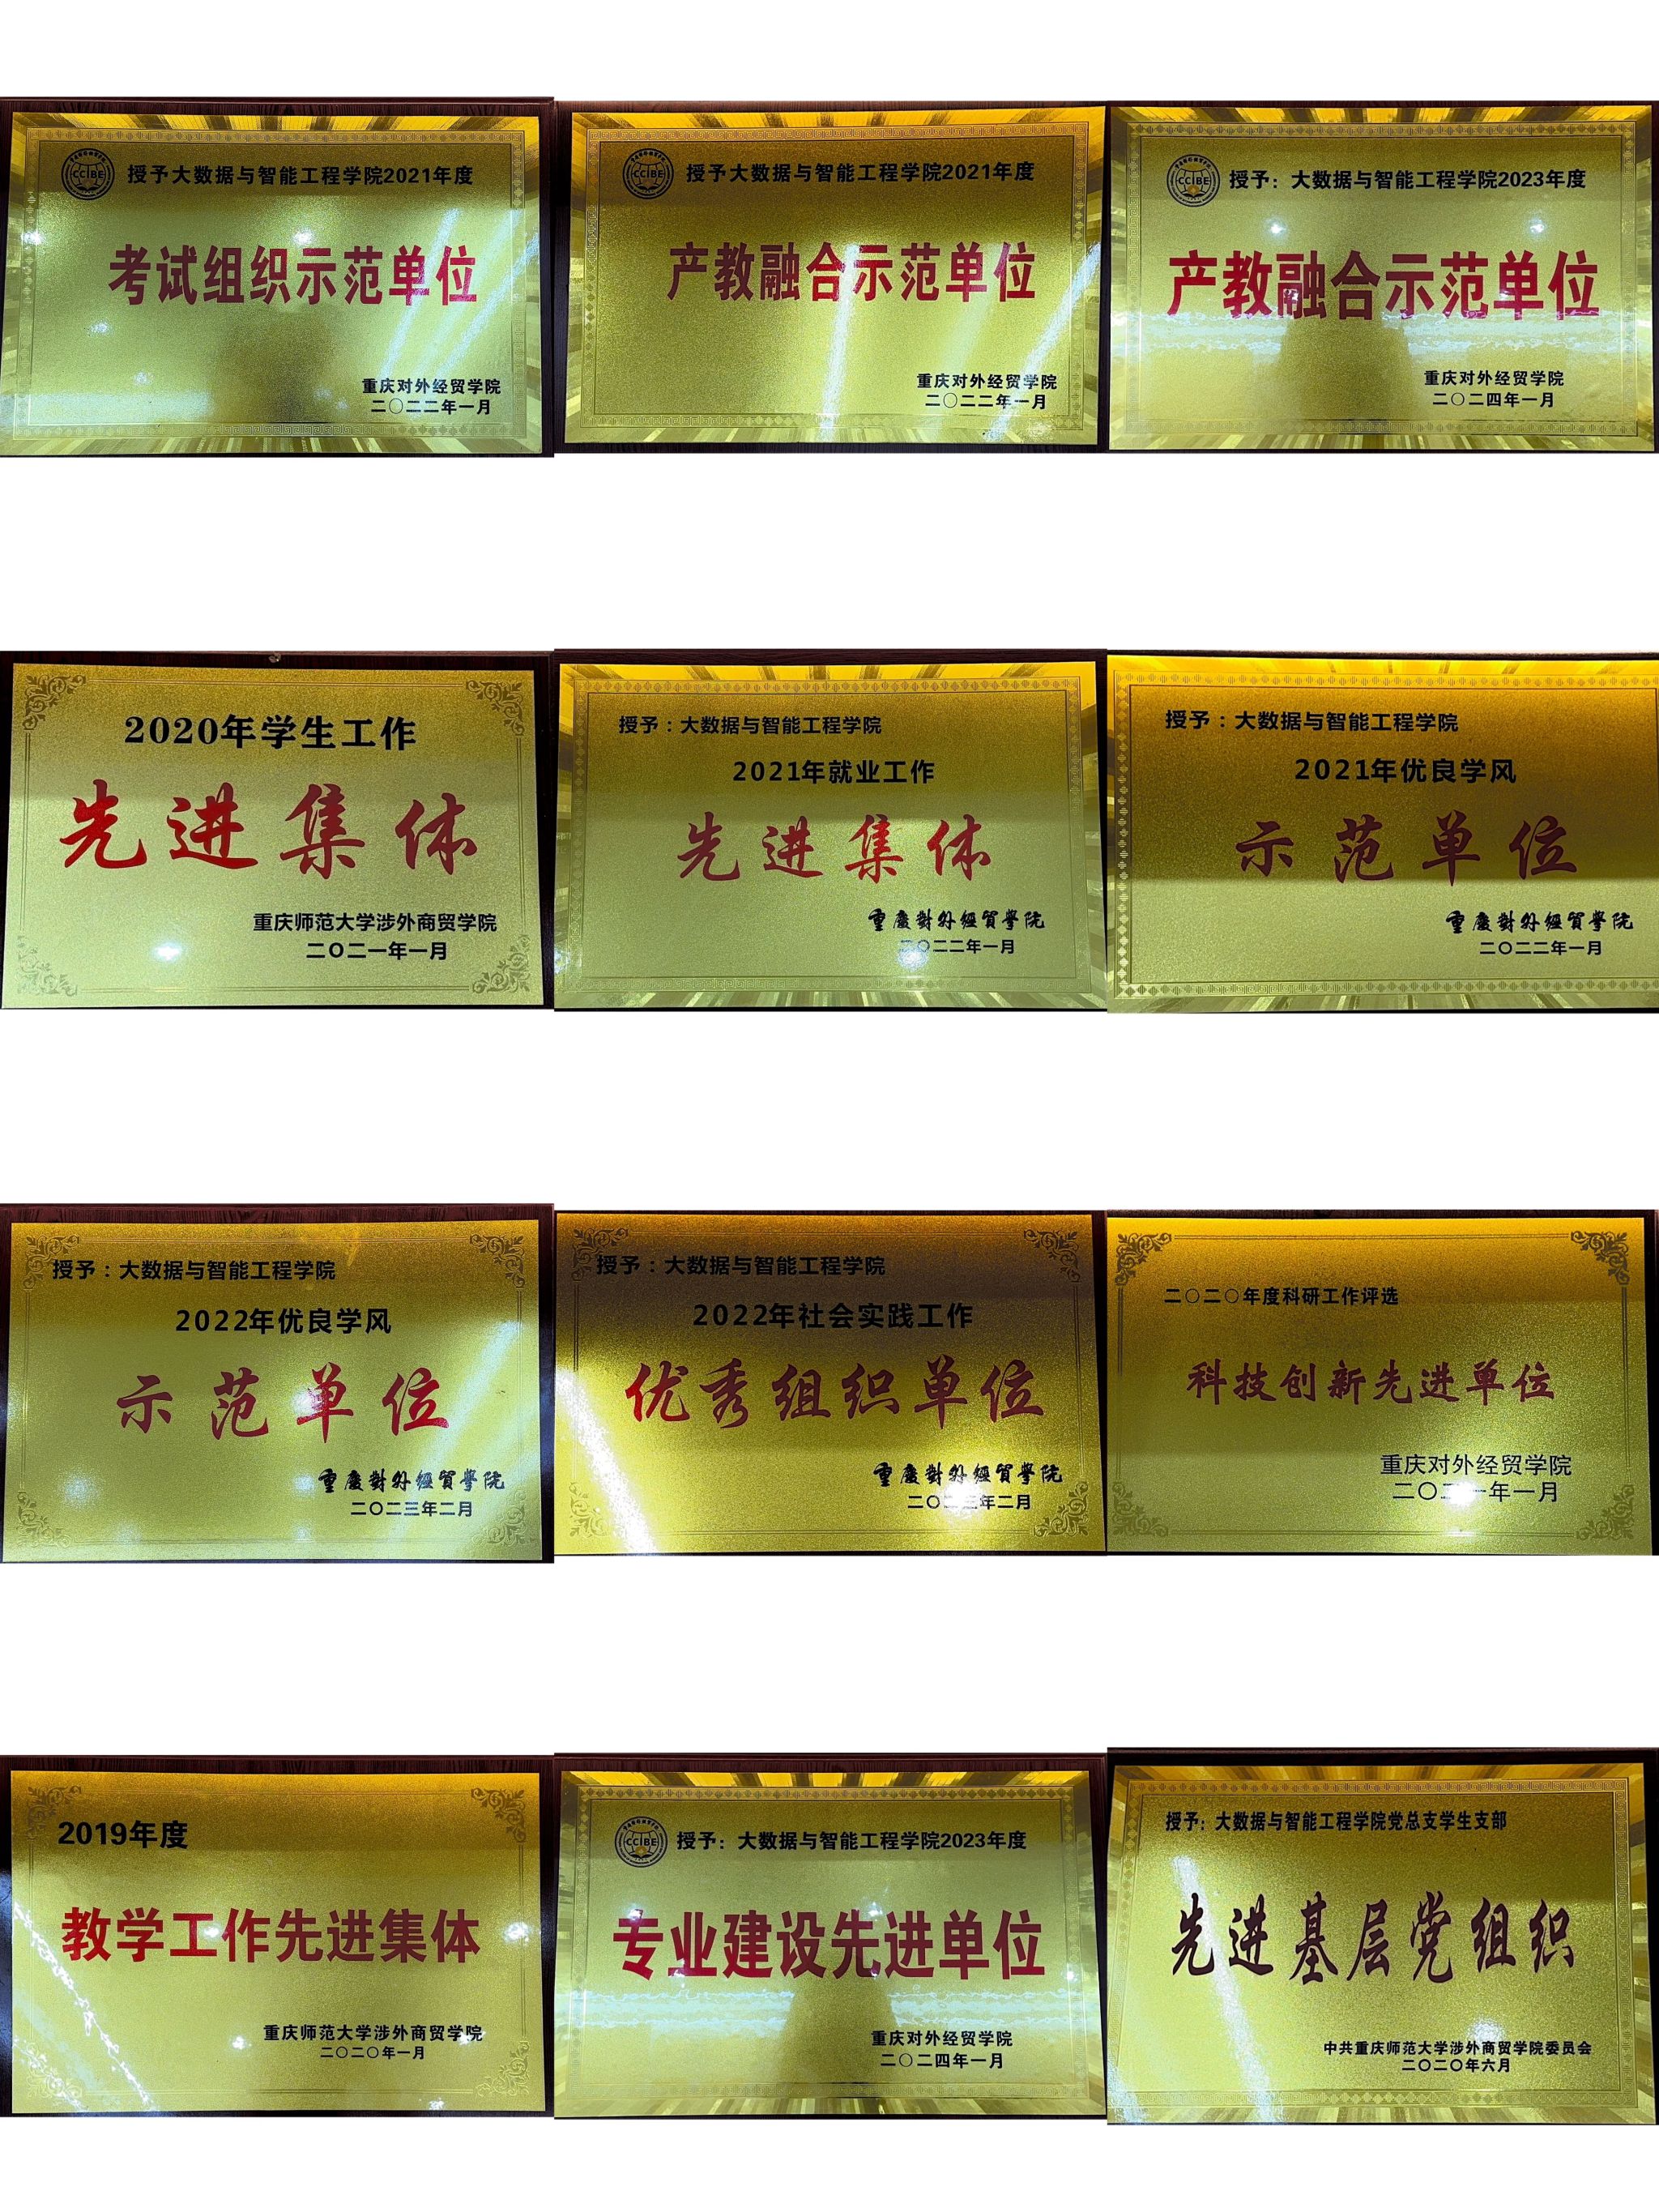 CCIBE
授予大数据与智能工程学院2021年度
考试组织示范单位
重庆对外经贸学院
二〇二二年一月
CCIBE
授予大数据与智能工程学院2021年度
产教融合示范单位
重庆对外经贸学院
二〇二二年一月
CCIBE
授予：大数据与智能工程学院2023年度
产教融合示范单位
重庆对外经贸学院
二〇二四年一月
2020年学生工作
先进集体
重庆师范大学涉外商贸学院
二〇二一年一月
授予：大数据与智能工程学院
2021年就业工作
先进集体
重慶對外經貿學院
二〇二二年一月
授予：大数据与智能工程学院
2021年优良学风
示范单位
重慶對外經貿學院
二〇二二年一月
授予：大数据与智能工程学院
2022年优良学风
示范单位
重慶對外經貿學院
二〇二三年二月
授予：大数据与智能工程学院
2022年社会实践工作
优秀组织单位
重慶對外經貿學院
二〇二三年二月
二〇二〇年度科研工作评选
科技创新先进单位
重庆对外经贸学院
二〇二一年一月
2019年度
教学工作先进集体
重庆师范大学涉外商贸学院
二〇二〇年一月
CCIBE
授予：大数据与智能工程学院2023年度
专业建设先进单位
重庆对外经贸学院
二〇二四年一月
授予：大数据与智能工程学院党总支学生支部
先进基层党组织
中共重庆师范大学涉外商贸学院委员会
二〇二〇年六月